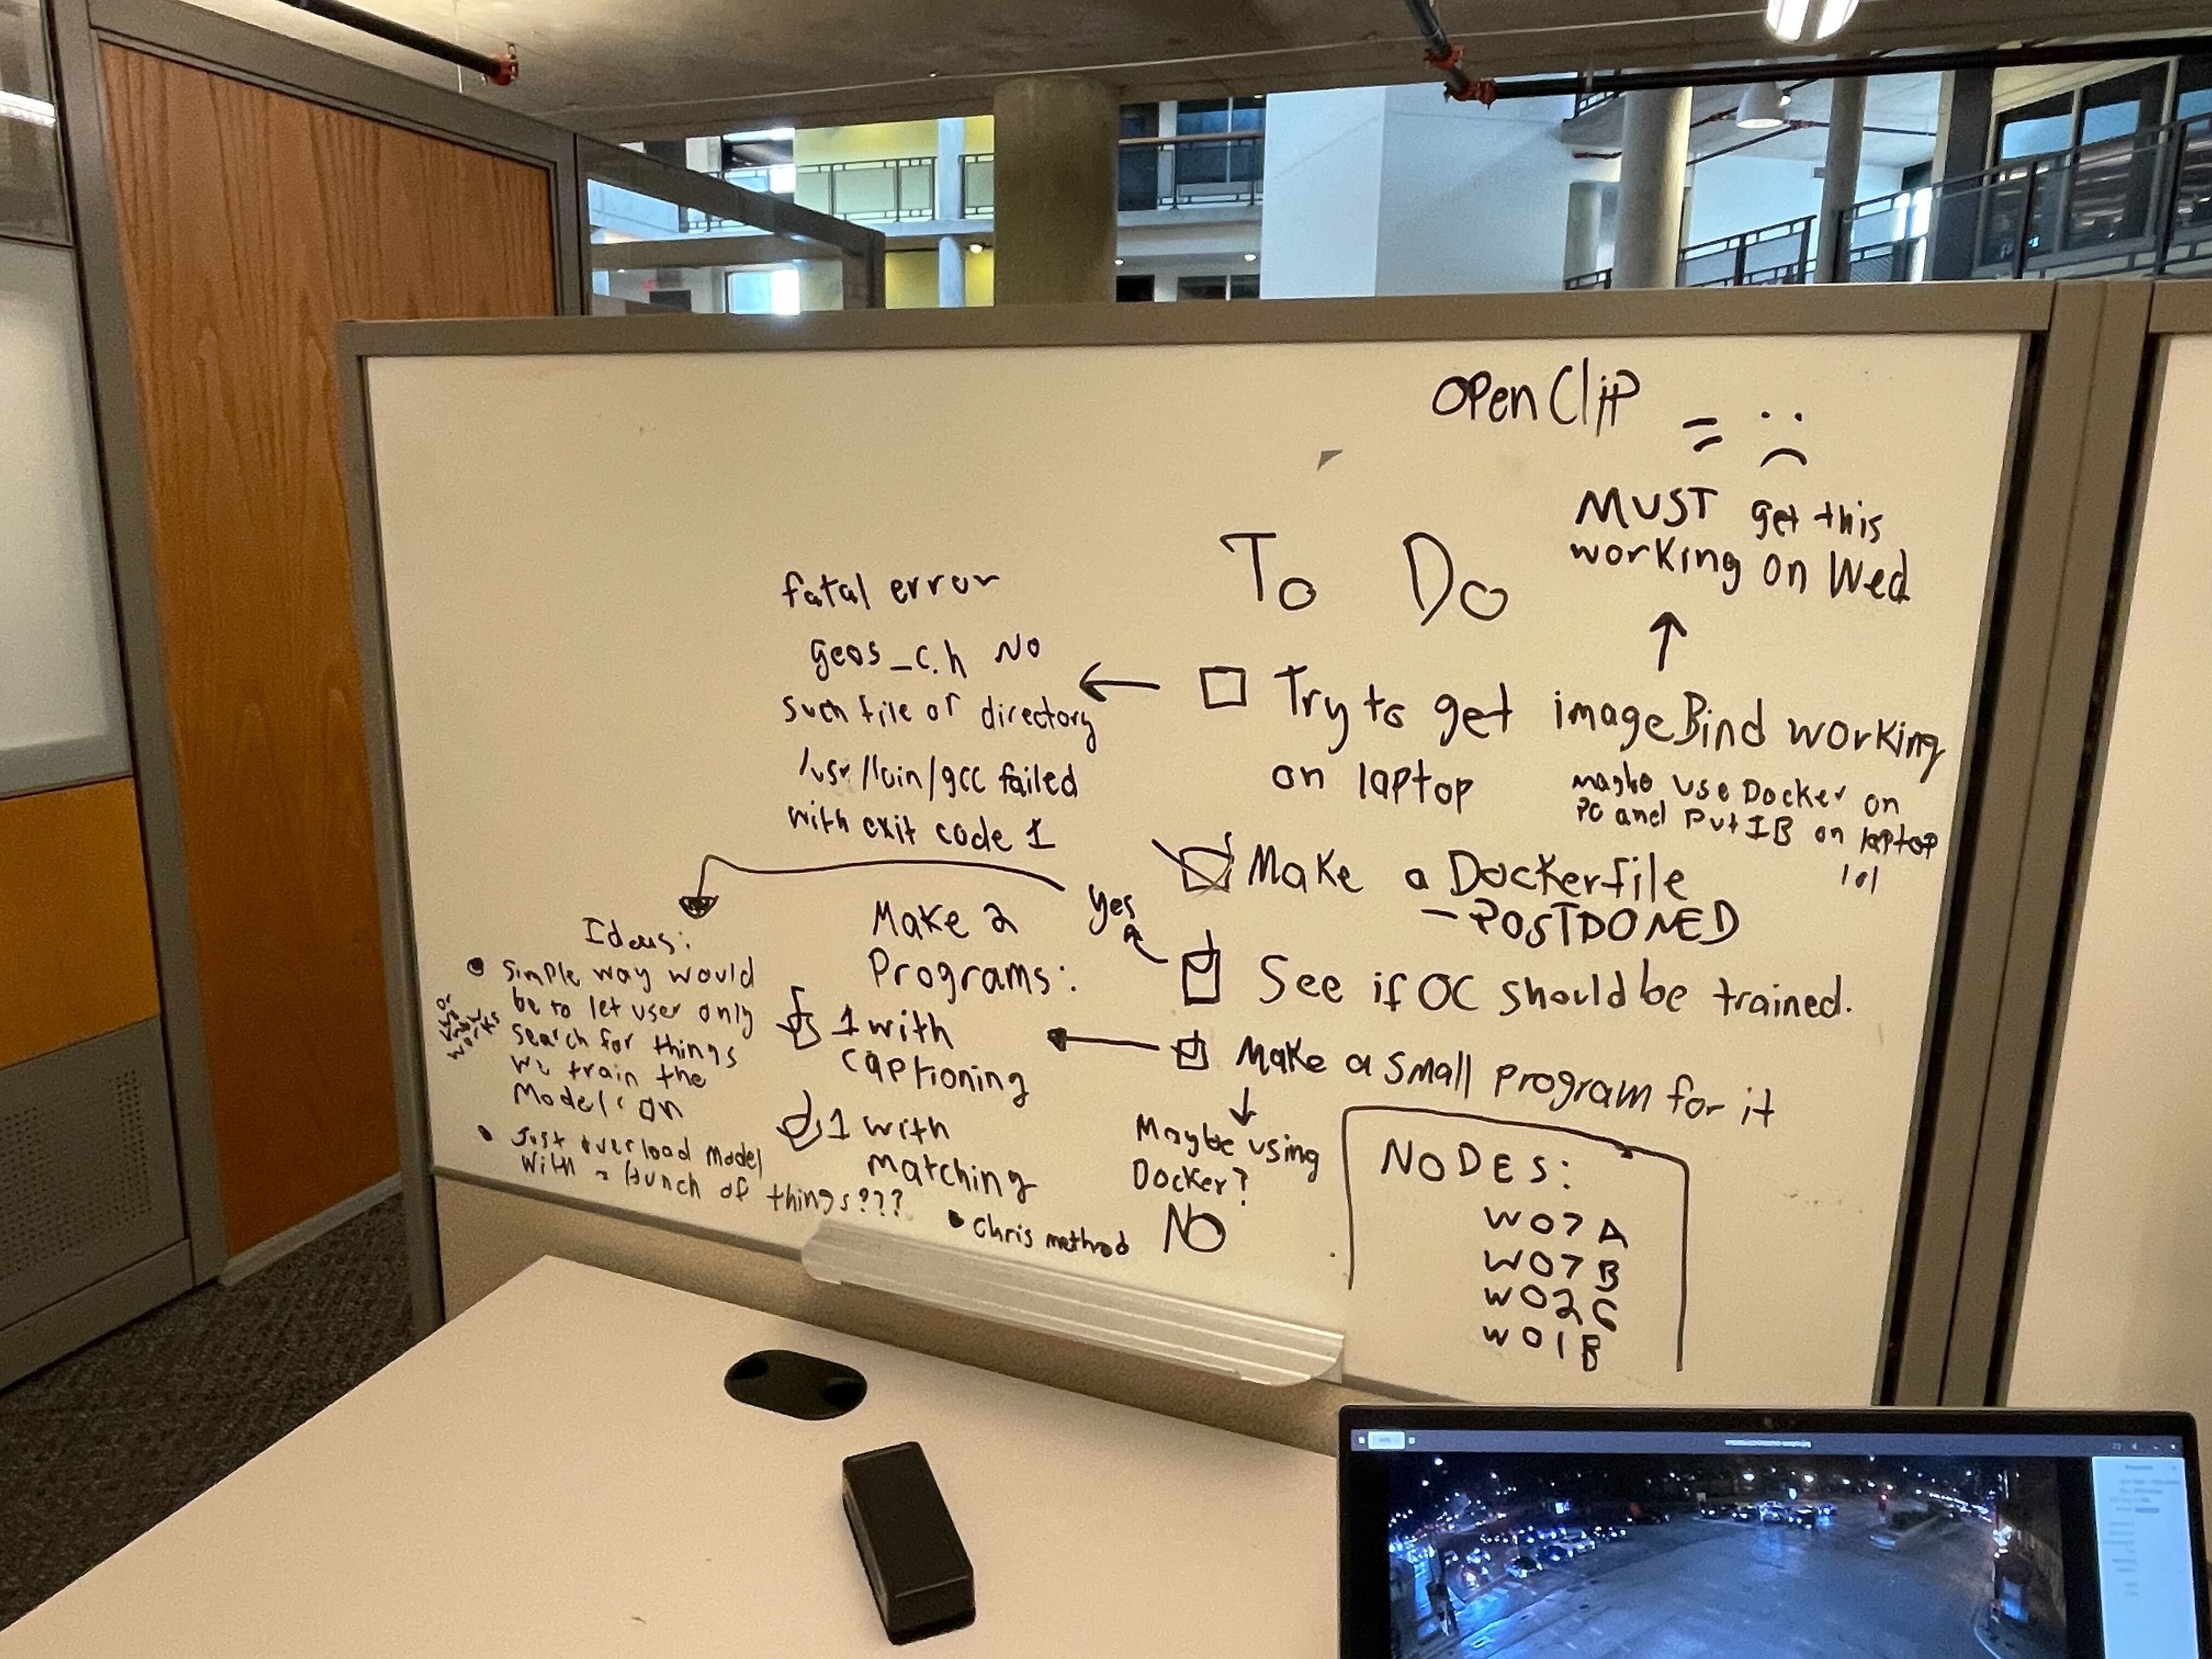 OPenClip = :(
MUST get this
working on Wed
To Do
Try to get imageBind working
on laptop
maybe use Docker on
PC and Put IB on laptop
lol
fatal error
geos_c.h No
such file or directory
/usr/bin/gcc failed
with exit code 1
Make a Dockerfile
-POSTPONED
See if OC should be trained.
yes
Make a small program for it
Maybe using
Docker?
NO
Make 2
Programs:
1 with
captioning
1 with
matching
Ideas:
Simple way would
be to let user only
search for things
we train the
Model on
or
works
Just overload model
with a bunch of things???
Chris method
NODES:
W07A
W07B
W02C
W01B